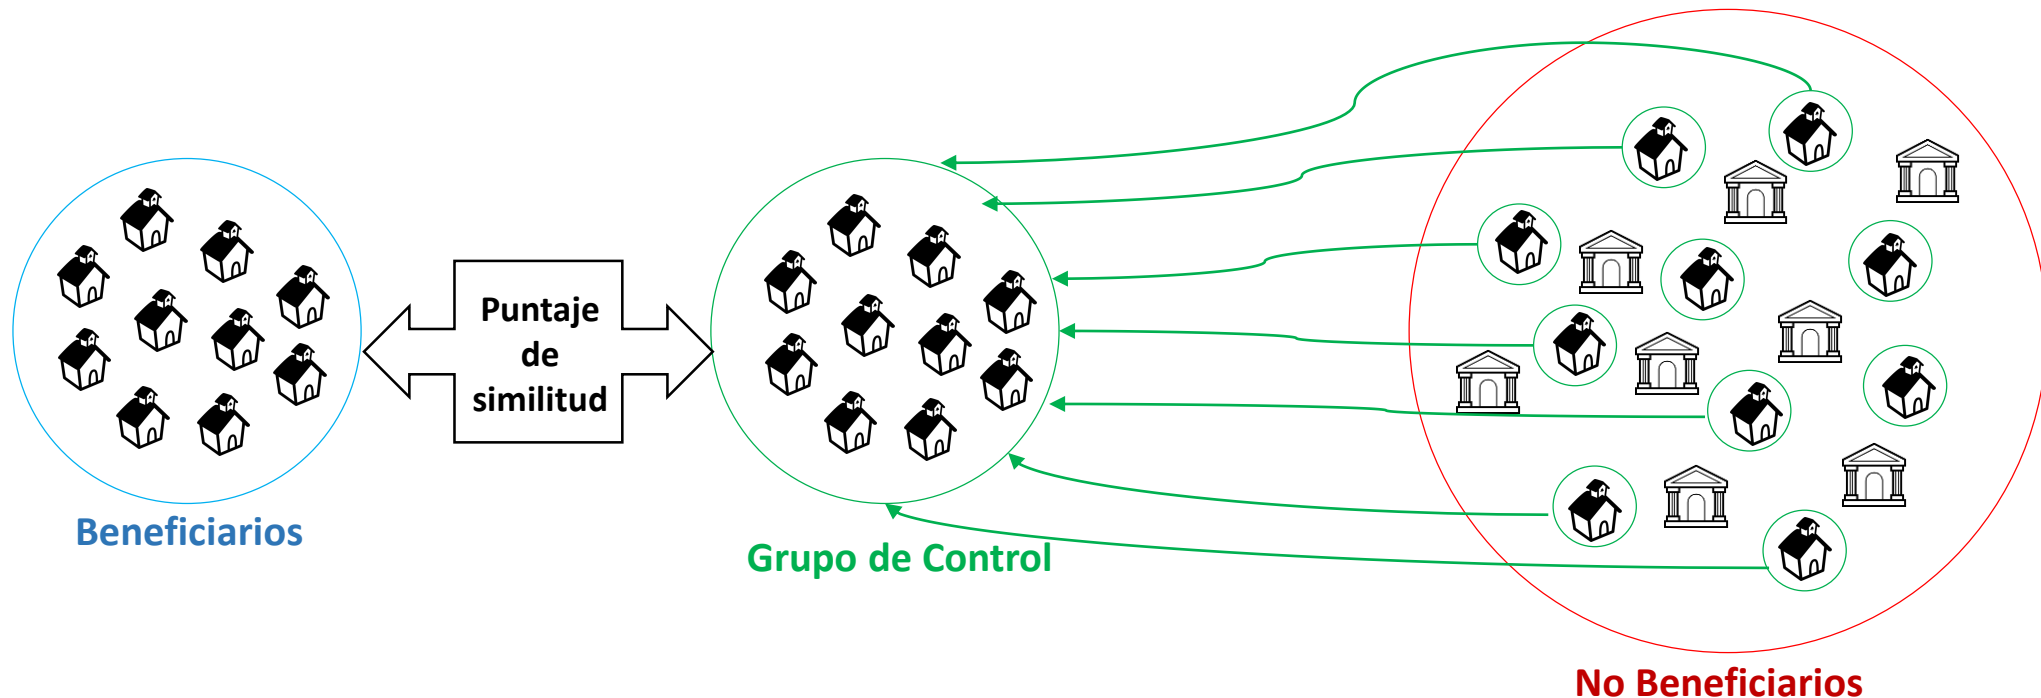 Puntaje
de
similitud
Beneficiarios
Grupo de Control
No Beneficiarios